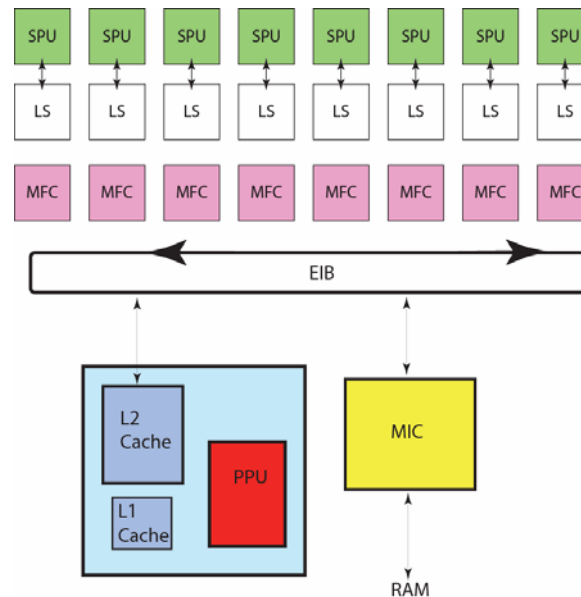 SPU SPU SPU SPU SPU SPU SPU SPU
LS LS LS LS LS LS LS LS
MFC MFC MFC MFC MFC MFC MFC MFC
EIB
L2
Cache
PPU
L1
Cache
MIC
RAM